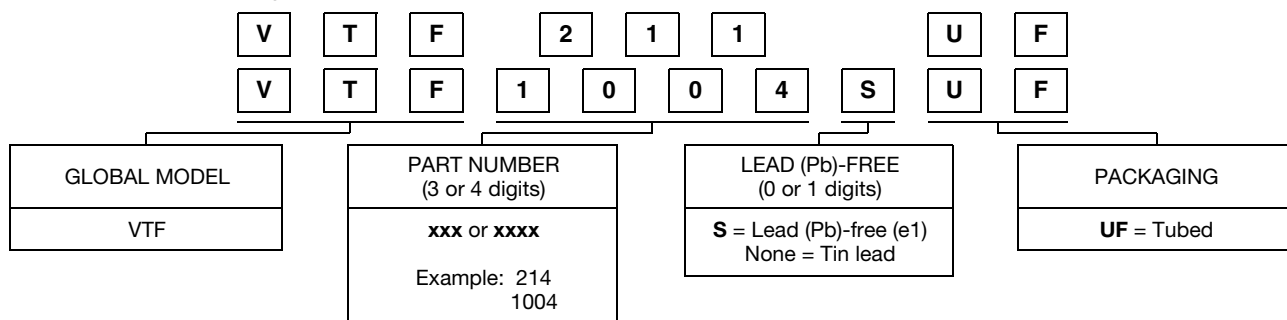 V T F 2 1 1 U F
V T F 1 0 0 4 S U F
GLOBAL MODEL
VTF
PART NUMBER
(3 or 4 digits)
xxx or xxxx
Example: 214
1004
LEAD (Pb)-FREE
(0 or 1 digits)
S = Lead (Pb)-free (e1)
None = Tin lead
PACKAGING
UF = Tubed